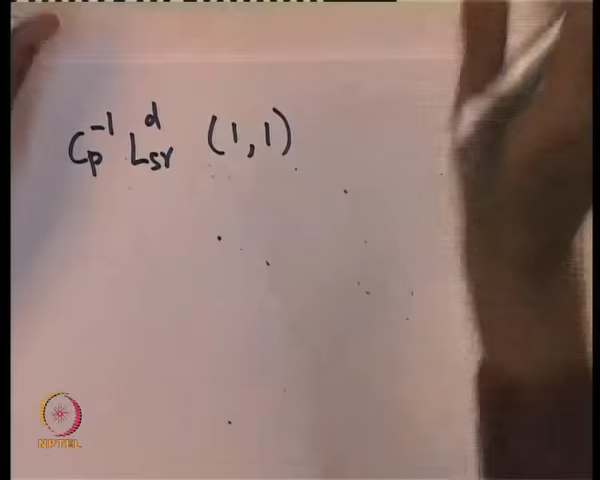 C_p^{-1} L_{sr}^{d} (1,1)
NPTEL